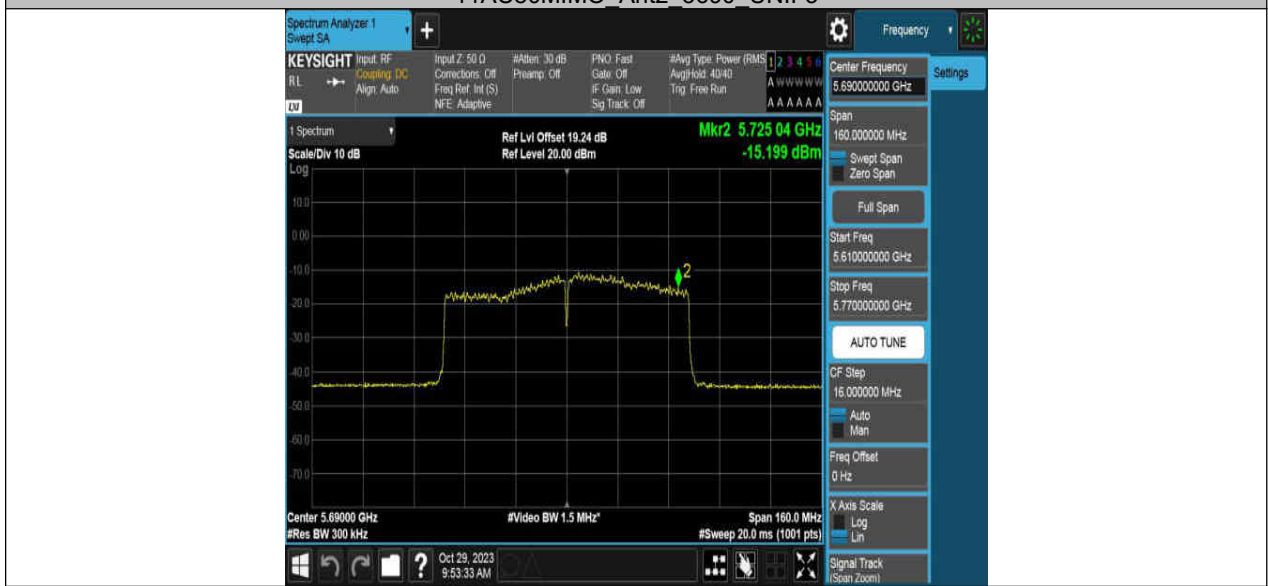 Spectrum Analyzer 1
Swept SA
+
Frequency
KEYSIGHT
RL
LXI
Input: RF
Coupling: DC
Align: Auto
Input Z: 50 Ω
Corrections: Off
Freq Ref: Int (S)
NFE: Adaptive
#Atten: 30 dB
Preamp: Off
PNO: Fast
Gate: Off
IF Gain: Low
Sig Track: Off
#Avg Type: Power (RMS
Avg|Hold: 40/40
Trig: Free Run
1 2 3 4 5 6
A W W W W W
A A A A A A
Center Frequency
5.690000000 GHz
Settings
1 Spectrum
Scale/Div 10 dB
Log
Ref Lvl Offset 19.24 dB
Ref Level 20.00 dBm
Mkr2 5.725 04 GHz
-15.199 dBm
Span
160.000000 MHz
Swept Span
Zero Span
Full Span
Start Freq
5.610000000 GHz
Stop Freq
5.770000000 GHz
AUTO TUNE
CF Step
16.000000 MHz
Auto
Man
Freq Offset
0 Hz
X Axis Scale
Log
Lin
Signal Track
(Span Zoom)
10.0
0.00
-10.0
-20.0
-30.0
-40.0
-50.0
-60.0
-70.0
2
Center 5.69000 GHz
#Res BW 300 kHz
#Video BW 1.5 MHz*
Span 160.0 MHz
#Sweep 20.0 ms (1001 pts)
?
Oct 29, 2023
9:53:33 AM